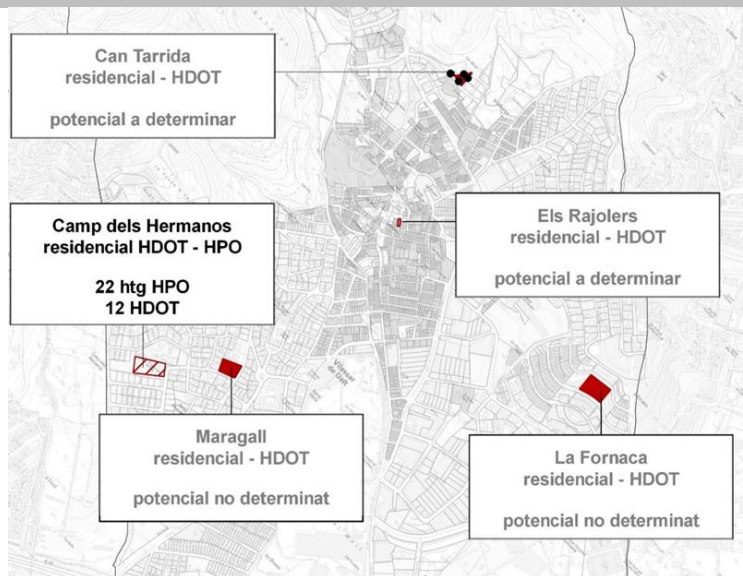 Can Tarrida
residencial - HDOT
potencial a determinar
Camp dels Hermanos
residencial HDOT - HPO
22 htg HPO
12 HDOT
Els Rajolers
residencial - HDOT
potencial a determinar
Vilassar
de Dalt
Maragall
residencial - HDOT
potencial no determinat
La Fornaca
residencial - HDOT
potencial no determinat